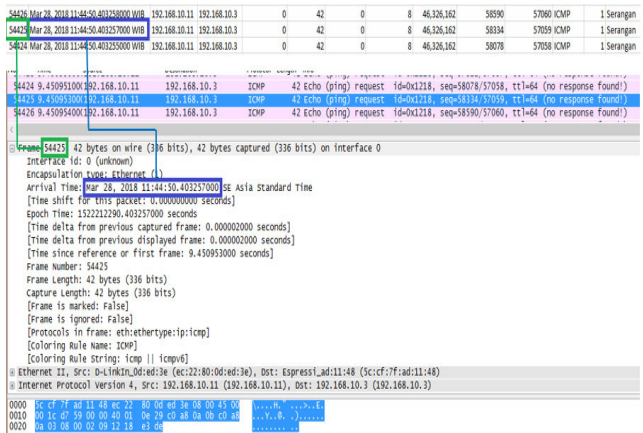 54426 Mar 28, 2018 11:44:50.403258000 WIB 192.168.10.11 192.168.10.3 0 42 0 8 46,326,162 58590 57060 ICMP 1 Serangan
54425 Mar 28, 2018 11:44:50.403257000 WIB 192.168.10.11 192.168.10.3 0 42 0 8 46,326,162 58334 57059 ICMP 1 Serangan
54424 Mar 28, 2018 11:44:50.403255000 WIB 192.168.10.11 192.168.10.3 0 42 0 8 46,326,162 58078 57058 ICMP 1 Serangan
54424 9.45095100(192.168.10.11 192.168.10.3 ICMP 42 Echo (ping) request id=0x1218, seq=58078/57058, ttl=64 (no response found!)
54425 9.45095300(192.168.10.11 192.168.10.3 ICMP 42 Echo (ping) request id=0x1218, seq=58334/57059, ttl=64 (no response found!)
54426 9.45095400(192.168.10.11 192.168.10.3 ICMP 42 Echo (ping) request id=0x1218, seq=58590/57060, ttl=64 (no response found!)
Frame 54425: 42 bytes on wire (336 bits), 42 bytes captured (336 bits) on interface 0
Interface id: 0 (unknown)
Encapsulation type: Ethernet (1)
Arrival Time: Mar 28, 2018 11:44:50.403257000 SE Asia Standard Time
[Time shift for this packet: 0.000000000 seconds]
Epoch Time: 1522212290.403257000 seconds
[Time delta from previous captured frame: 0.000002000 seconds]
[Time delta from previous displayed frame: 0.000002000 seconds]
[Time since reference or first frame: 9.450953000 seconds]
Frame Number: 54425
Frame Length: 42 bytes (336 bits)
Capture Length: 42 bytes (336 bits)
[Frame is marked: False]
[Frame is ignored: False]
[Protocols in frame: eth:ethertype:ip:icmp]
[Coloring Rule Name: ICMP]
[Coloring Rule String: icmp || icmpv6]
Ethernet II, Src: D-LinkIn_0d:ed:3e (ec:22:80:0d:ed:3e), Dst: Espressi_ad:11:48 (5c:cf:7f:ad:11:48)
Internet Protocol Version 4, Src: 192.168.10.11 (192.168.10.11), Dst: 192.168.10.3 (192.168.10.3)
0000 5c cf 7f ad 11 48 ec 22 80 0d ed 3e 08 00 45 00 \....H." ...>..E.
0010 00 1c d7 59 00 00 40 01 0e 29 c0 a8 0a 0b c0 a8 ...Y..@. .)......
0020 0a 03 08 00 02 09 12 18 e3 de ........ ..